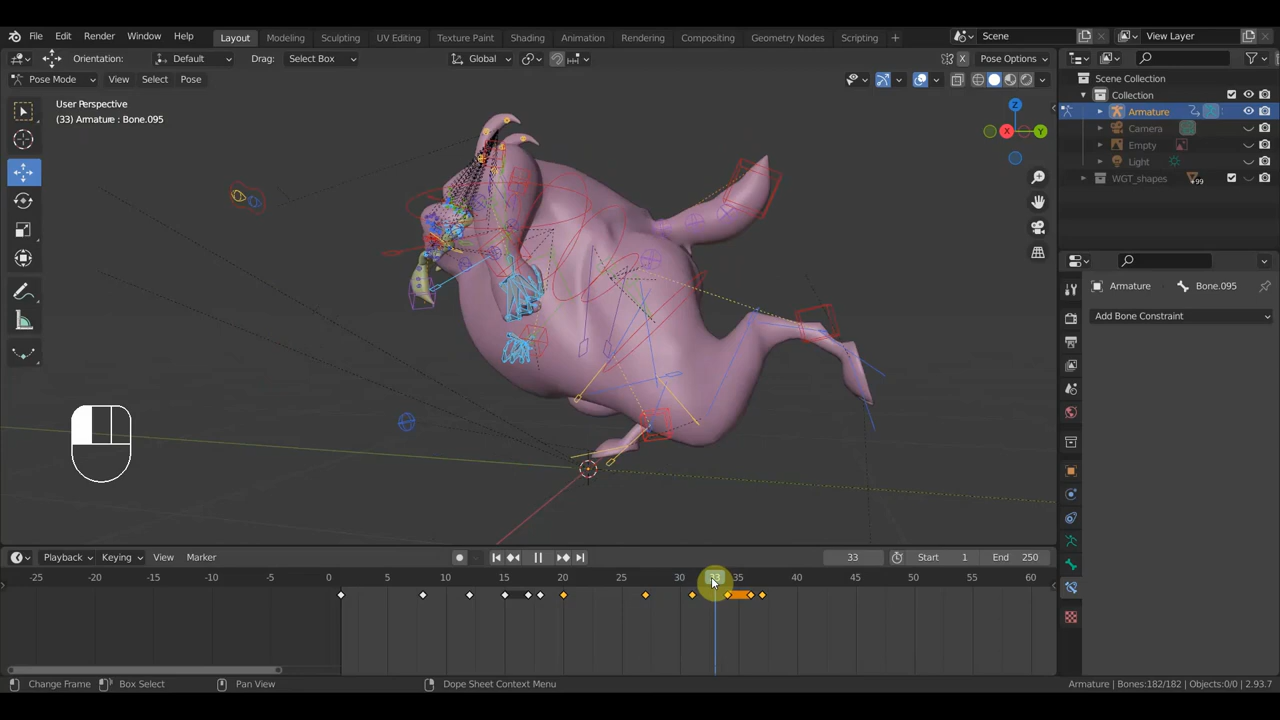 File Edit Render Window Help Layout Modeling Sculpting UV Editing Texture Paint Shading Animation Rendering Compositing Geometry Nodes Scripting + Scene View Layer
Orientation: Default Drag: Select Box Global X Pose Options
Pose Mode View Select Pose
User Perspective
(33) Armature : Bone.095
Z
X Y
Scene Collection
Collection
Armature
Camera
Empty
Light
WGT_shapes 99
Armature Bone.095
Add Bone Constraint
Playback Keying View Marker 33 Start 1 End 250
-25 -20 -15 -10 -5 0 5 10 15 20 25 30 33 35 40 45 50 55 60
Change Frame Box Select Pan View Dope Sheet Context Menu Armature | Bones:182/182 | Objects:0/0 | 2.93.7